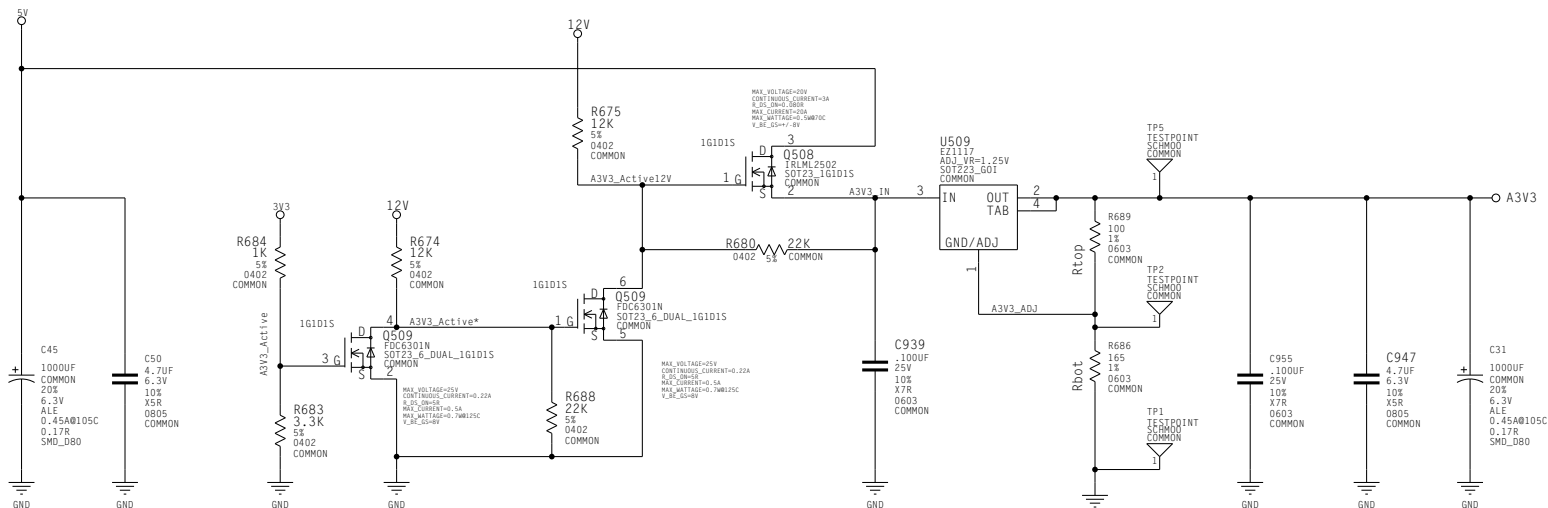 5V
C45
1000UF
COMMON
20%
6.3V
ALE
0.45A@105C
0.17R
SMD_D80
GND
C50
4.7UF
6.3V
10%
X5R
0805
COMMON
GND
3V3
R684
1K
5%
0402
COMMON
A3V3_Active
R683
3.3K
5%
0402
COMMON
GND
12V
R674
12K
5%
0402
COMMON
1G1D1S
3 G
D
S
4
2
Q509
FDC6301N
SOT23_6_DUAL_1G1D1S
COMMON
MAX_VOLTAGE=25V
CONTINUOUS_CURRENT=0.22A
R_DS_ON=5R
MAX_CURRENT=0.5A
MAX_WATTAGE=0.7W@125C
V_BE_GS=8V
GND
A3V3_Active*
R688
22K
5%
0402
COMMON
1G1D1S
1 G
D
S
6
5
Q509
FDC6301N
SOT23_6_DUAL_1G1D1S
COMMON
MAX_VOLTAGE=25V
CONTINUOUS_CURRENT=0.22A
R_DS_ON=5R
MAX_CURRENT=0.5A
MAX_WATTAGE=0.7W@125C
V_BE_GS=8V
12V
R675
12K
5%
0402
COMMON
A3V3_Active12V
MAX_VOLTAGE=20V
CONTINUOUS_CURRENT=3A
R_DS_ON=0.080R
MAX_CURRENT=20A
MAX_WATTAGE=0.5W@70C
V_BE_GS=+/-8V
1G1D1S
1 G
D
S
3
2
Q508
IRLML2502
SOT23_1G1D1S
COMMON
A3V3_IN
R680 22K
0402 5% COMMON
C939
.100UF
25V
10%
X7R
0603
COMMON
GND
U509
EZ1117
ADJ_VR=1.25V
SOT223_GOI
COMMON
3
IN
OUT
TAB
GND/ADJ
2
4
1
A3V3_ADJ
Rtop
R689
100
1%
0603
COMMON
Rbot
R686
165
1%
0603
COMMON
TP5
TESTPOINT
SCHMOO
COMMON
1
TP2
TESTPOINT
SCHMOO
COMMON
1
TP1
TESTPOINT
SCHMOO
COMMON
1
GND
C955
.100UF
25V
10%
X7R
0603
COMMON
GND
C947
4.7UF
6.3V
10%
X5R
0805
COMMON
GND
A3V3
C31
1000UF
COMMON
20%
6.3V
ALE
0.45A@105C
0.17R
SMD_D80
GND